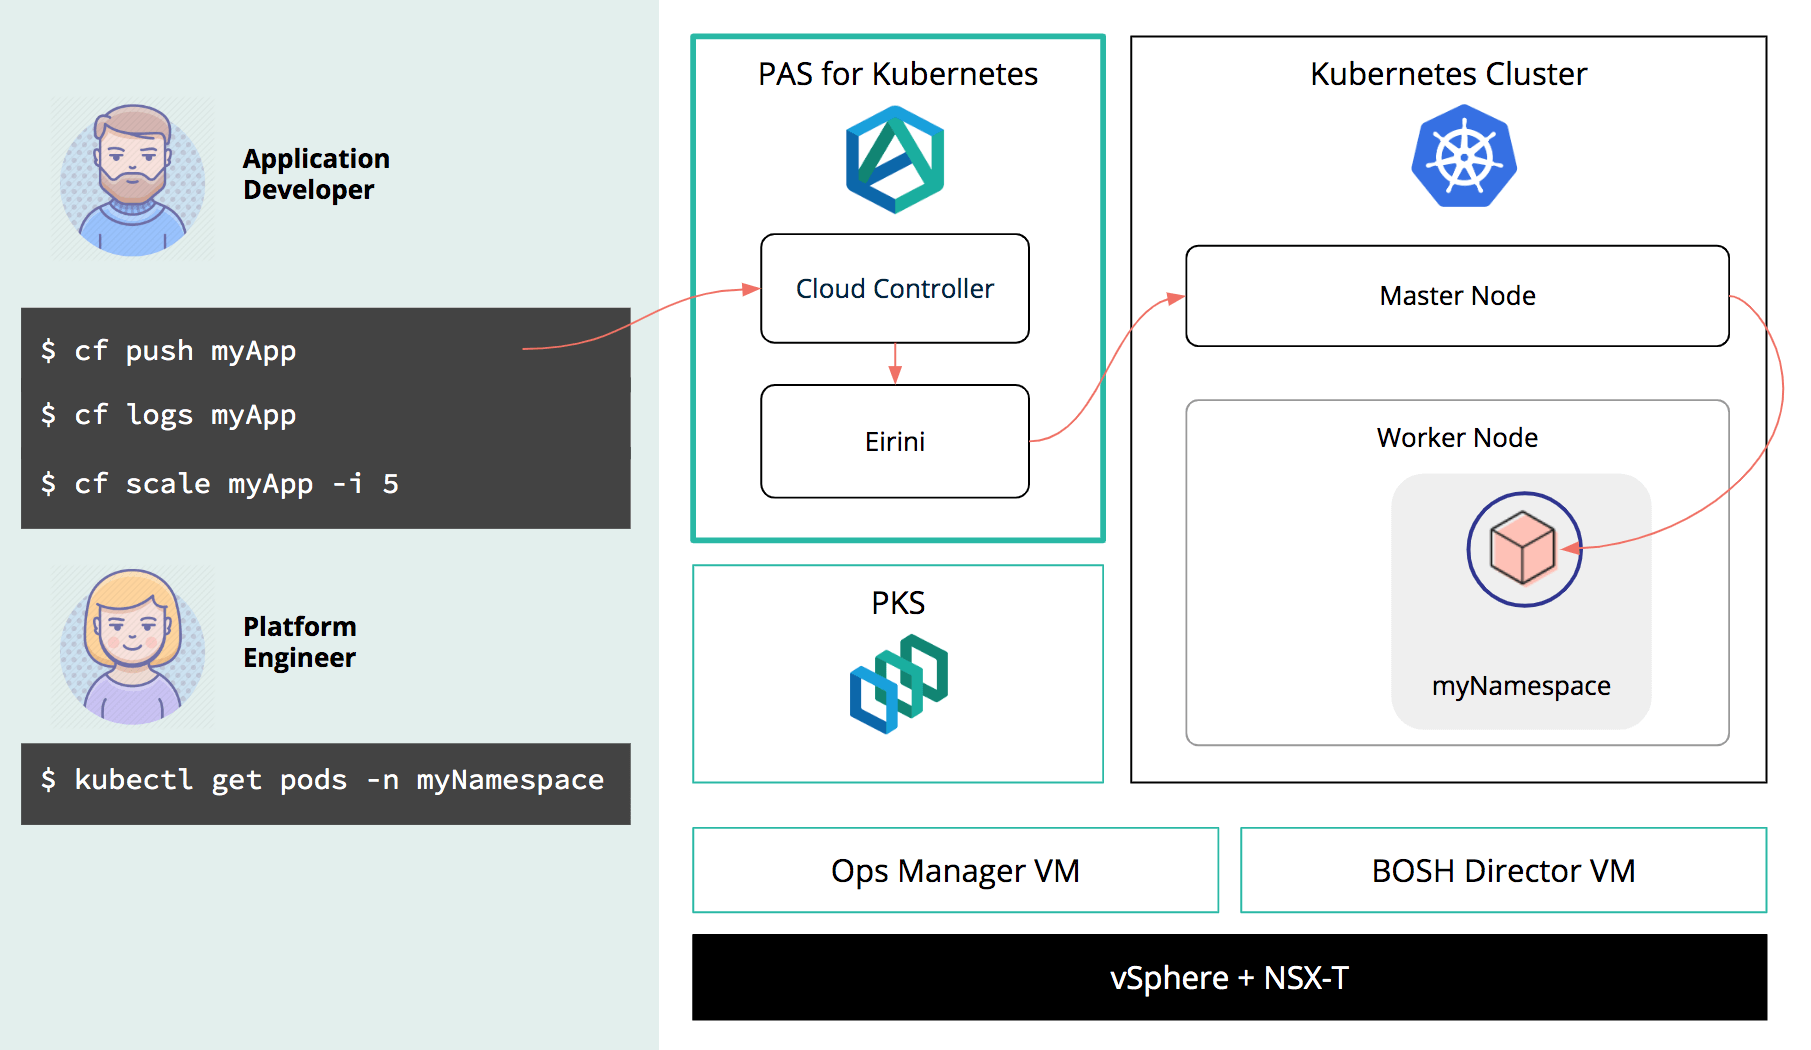 Application
Developer
$ cf push myApp
$ cf logs myApp
$ cf scale myApp -i 5
Platform
Engineer
$ kubectl get pods -n myNamespace
PAS for Kubernetes
Cloud Controller
Eirini
PKS
Kubernetes Cluster
Master Node
Worker Node
myNamespace
Ops Manager VM
BOSH Director VM
vSphere + NSX-T